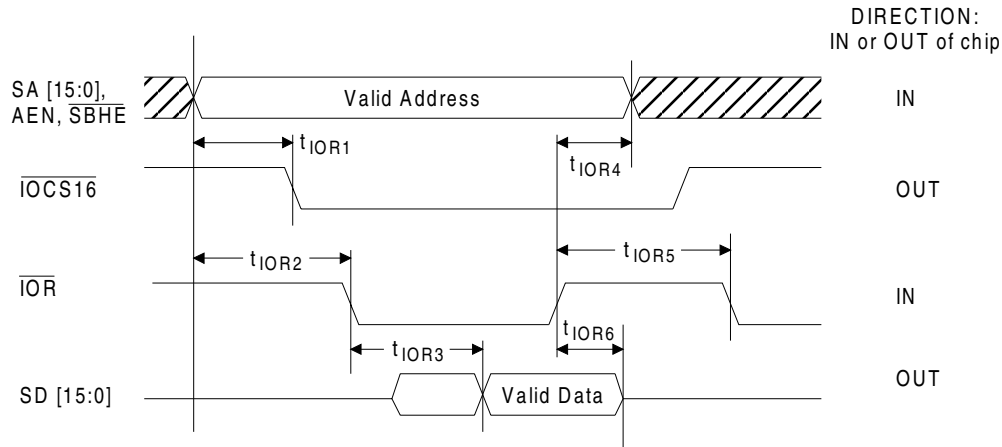 DIRECTION:
IN or OUT of chip
SA [15:0],
AEN, SBHE
Valid Address
IN
tIOR1
tIOR4
IOCS16
OUT
tIOR2
tIOR5
IOR
IN
tIOR6
tIOR3
OUT
SD [15:0]
Valid Data